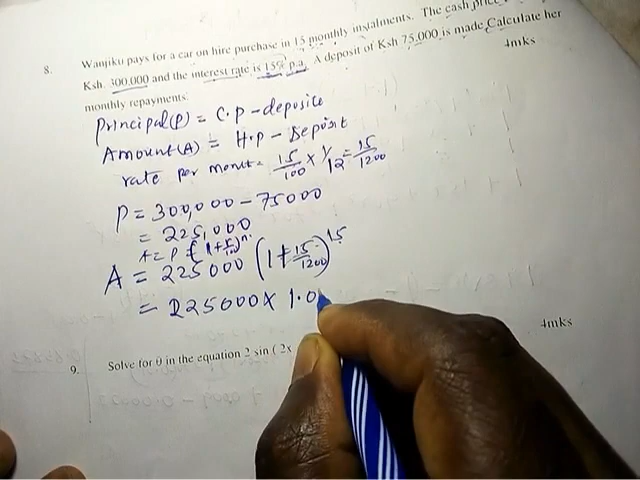 8. Wanjiku pays for a car on hire purchase in 15 monthly instalments. The cash price
Ksh. 300,000 and the interest rate is 15% p.a. A deposit of Ksh 75,000 is made. Calculate her
monthly repayments. 4mks
Principal(P) = C.P - deposite
Amount(A) = H.P - Deposit
rate per month = 15/100 x 1/12 = 15/1200
P = 300,000 - 75000
= 225,000
A = P (1+r/100)^n
A = 225000 (1+15/1200)^15
= 225000 x 1.0
4mks
9. Solve for θ in the equation 2 sin ( 2x